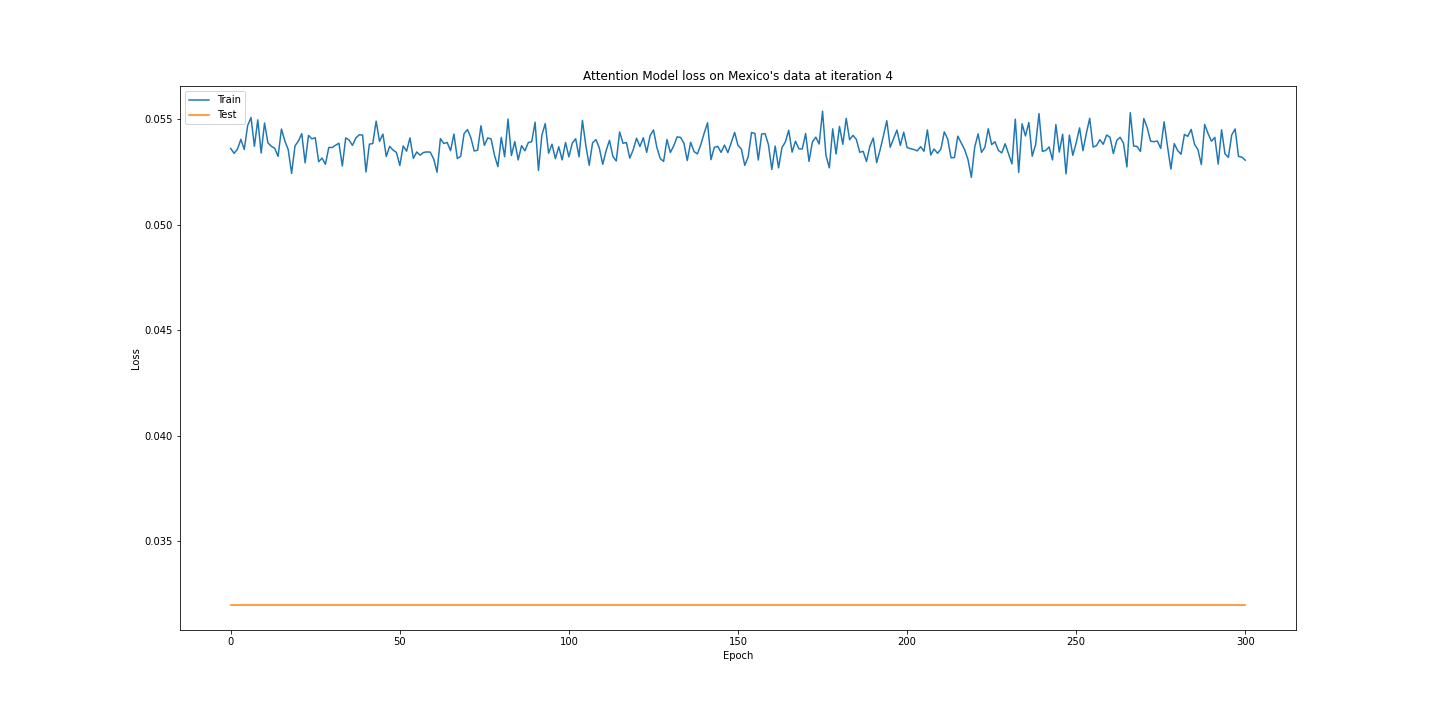 Attention Model loss on Mexico's data at iteration 4
Train
Test
0.055
0.050
0.045
0.040
0.035
Loss
0 50 100 150 200 250 300
Epoch